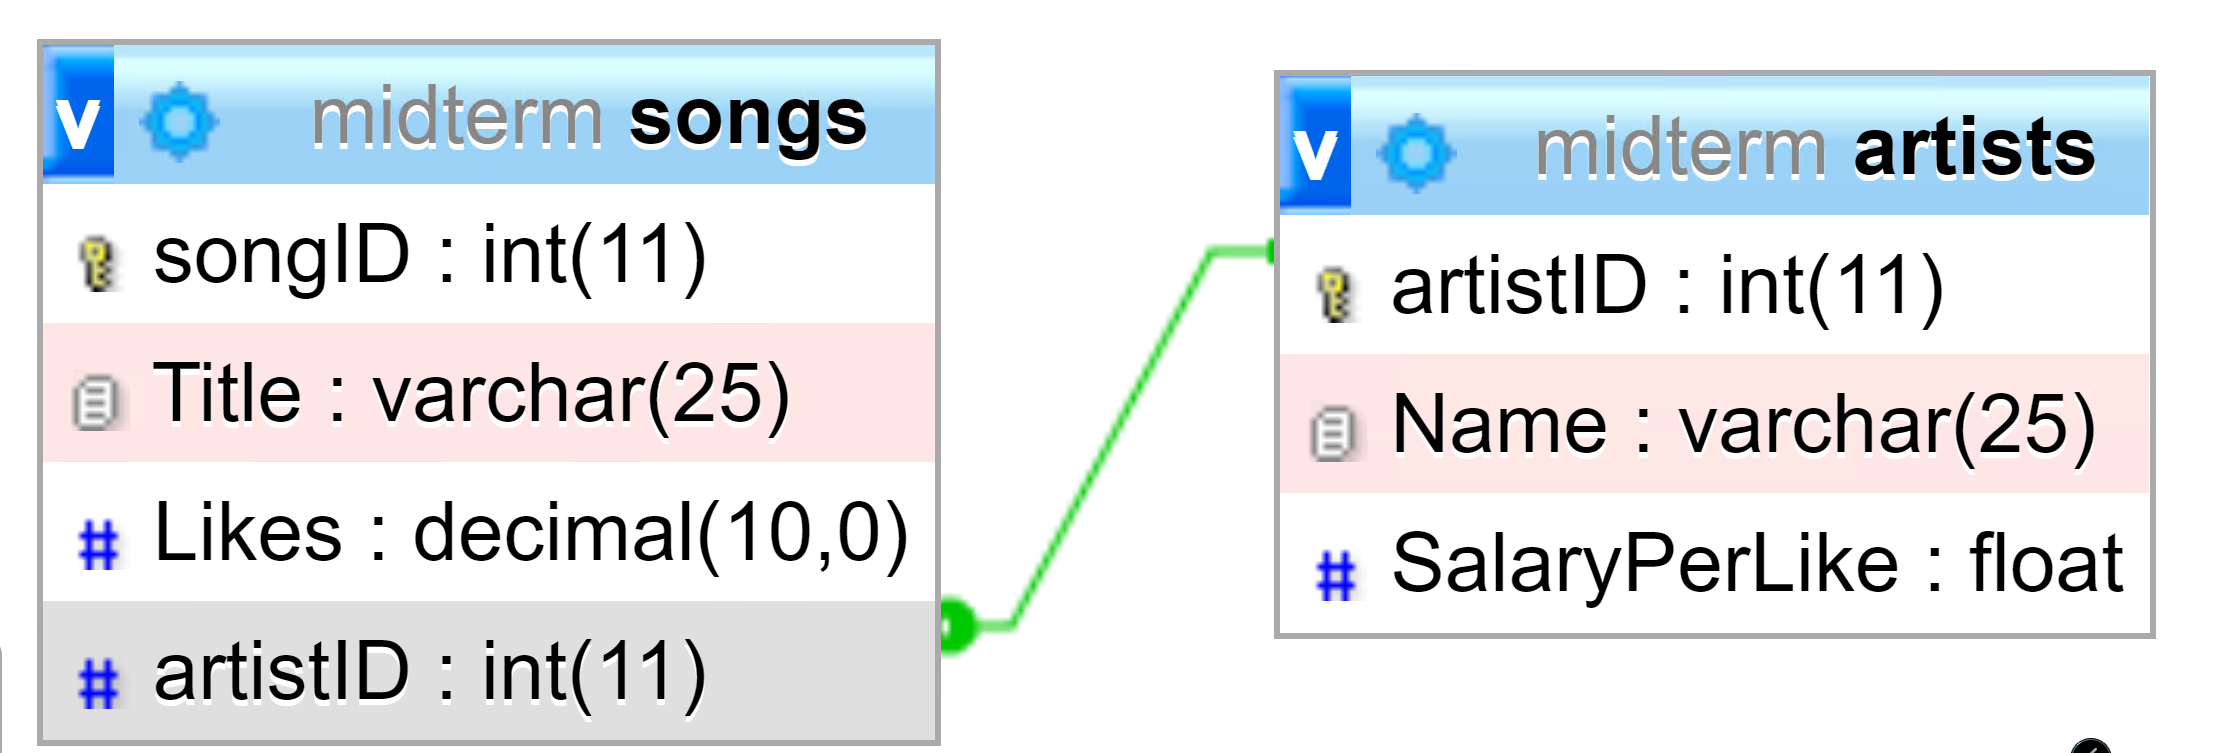 v midterm songs
songID : int(11)
Title : varchar(25)
Likes : decimal(10,0)
artistID : int(11)
v midterm artists
artistID : int(11)
Name : varchar(25)
SalaryPerLike : float